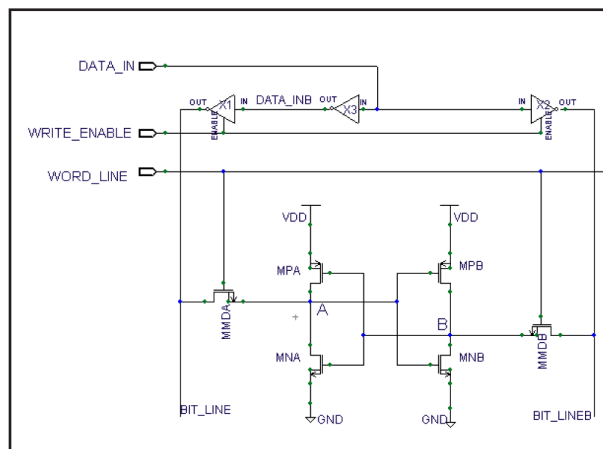 DATA_IN
OUT X1 IN DATA_INB OUT X3 IN IN X2 OUT
ENABLE ENABLE
WRITE_ENABLE
WORD_LINE
VDD VDD
MPA MPB
MMDA A B MMDB
MNA MNB
BIT_LINE GND GND BIT_LINEB